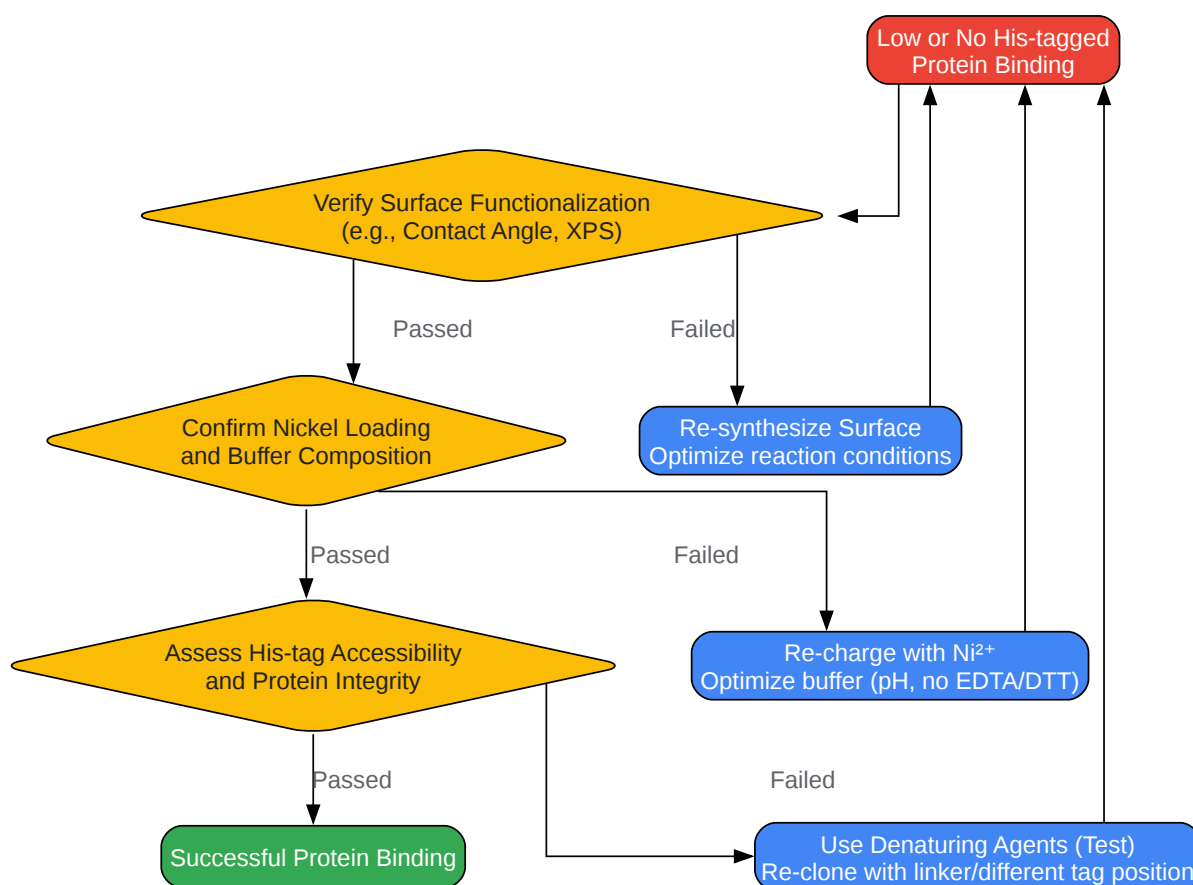 Low or No His-tagged
Protein Binding
Verify Surface Functionalization
(e.g., Contact Angle, XPS)
Passed
Failed
Confirm Nickel Loading
and Buffer Composition
Re-synthesize Surface
Optimize reaction conditions
Passed
Failed
Assess His-tag Accessibility
and Protein Integrity
Re-charge with Ni²⁺
Optimize buffer (pH, no EDTA/DTT)
Passed
Failed
Successful Protein Binding
Use Denaturing Agents (Test)
Re-clone with linker/different tag position